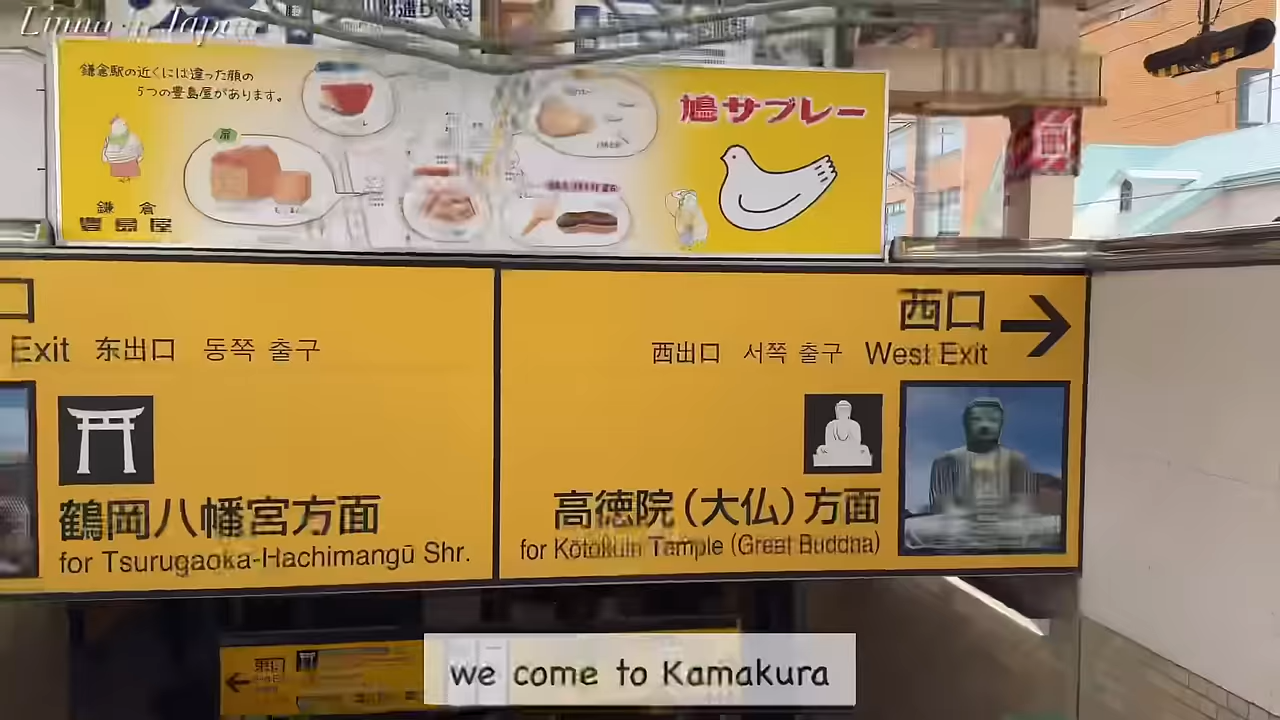 Linna in Japan
鎌倉駅の近くには違った顔の
5つの豊島屋があります。
鳩サブレー
鎌倉
豊島屋
口
Exit 东出口 동쪽 출구
西口
西出口 서쪽 출구 West Exit
鶴岡八幡宮方面
for Tsurugaoka-Hachimangū Shr.
高徳院（大仏）方面
for Kōtokuin Temple (Great Buddha)
we come to Kamakura